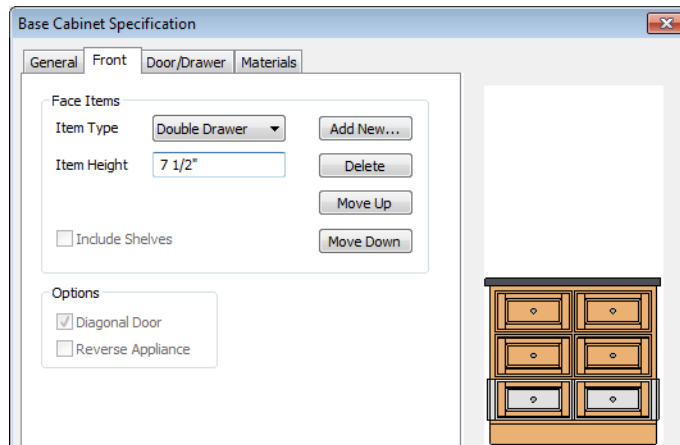 Base Cabinet Specification
General Front Door/Drawer Materials
Face Items
Item Type Double Drawer Add New...
Item Height 7 1/2" Delete
Move Up
Include Shelves Move Down
Options
Diagonal Door
Reverse Appliance